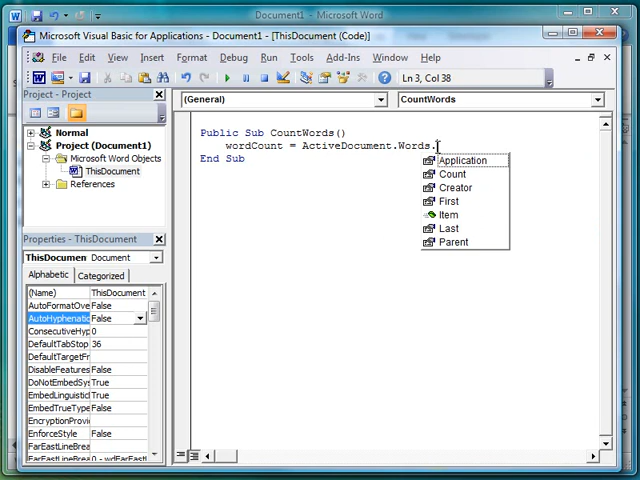 Document1 - Microsoft Word
Microsoft Visual Basic for Applications - Document1 - [ThisDocument (Code)]
File Edit View Insert Format Debug Run Tools Add-Ins Window Help
Ln 3, Col 38
Project - Project
Normal
Project (Document1)
Microsoft Word Objects
ThisDocument
References
Properties - ThisDocument
ThisDocumen Document
Alphabetic Categorized
(Name) ThisDocument
AutoFormatOve False
AutoHyphenatic False
ConsecutiveHyp 0
DefaultTabStop 36
DefaultTargetFr
DisableFeatures False
DoNotEmbedSys True
EmbedLinguistic True
EmbedTrueType False
EncryptionProvi
EnforceStyle False
FarEastLineBrea
FarEastLineBrea 0 - wdFarEastl
(General) CountWords
Public Sub CountWords()
wordCount = ActiveDocument.Words.
End Sub
Application
Count
Creator
First
Item
Last
Parent